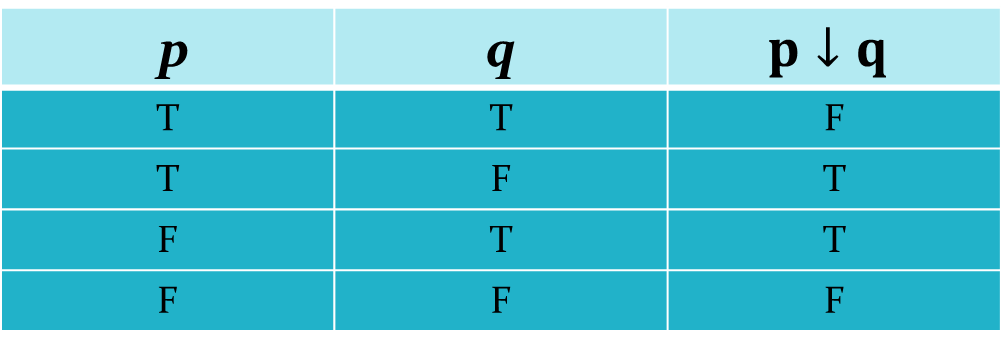 p q p ↓ q
T T F
T F T
F T T
F F F